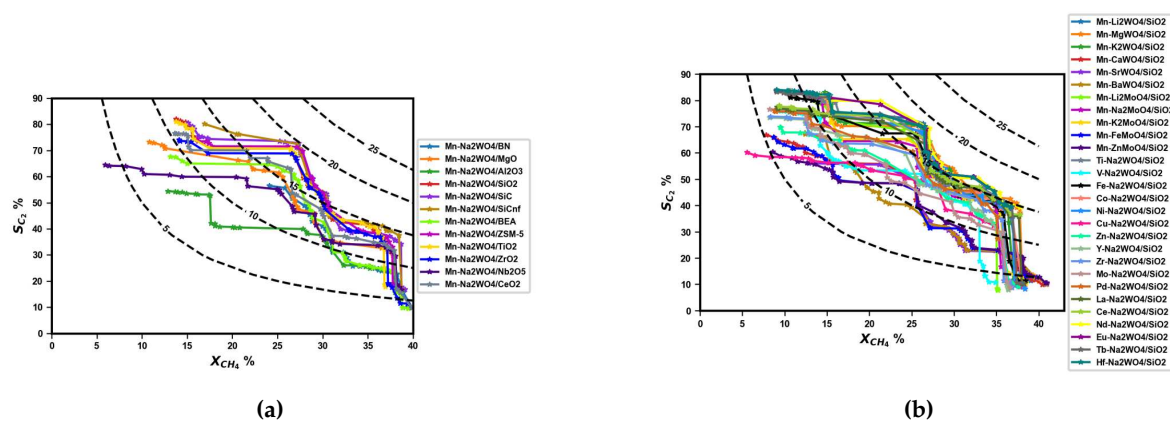 90
80
70
60
50
40
30
20
10
0
S_C2 %
0 5 10 15 20 25 30 35 40
X_CH4 %
5
10
15
20
25
Mn-Na2WO4/BN
Mn-Na2WO4/MgO
Mn-Na2WO4/Al2O3
Mn-Na2WO4/SiO2
Mn-Na2WO4/SiC
Mn-Na2WO4/SiCnf
Mn-Na2WO4/BEA
Mn-Na2WO4/ZSM-5
Mn-Na2WO4/TiO2
Mn-Na2WO4/ZrO2
Mn-Na2WO4/Nb2O5
Mn-Na2WO4/CeO2
(a)
90
80
70
60
50
40
30
20
10
0
S_C2 %
0 5 10 15 20 25 30 35 40
X_CH4 %
5
10
15
20
25
Mn-Li2WO4/SiO2
Mn-MgWO4/SiO2
Mn-K2WO4/SiO2
Mn-CaWO4/SiO2
Mn-SrWO4/SiO2
Mn-BaWO4/SiO2
Mn-Li2MoO4/SiO2
Mn-Na2MoO4/SiO2
Mn-K2MoO4/SiO2
Mn-FeMoO4/SiO2
Mn-ZnMoO4/SiO2
Ti-Na2WO4/SiO2
V-Na2WO4/SiO2
Fe-Na2WO4/SiO2
Co-Na2WO4/SiO2
Ni-Na2WO4/SiO2
Cu-Na2WO4/SiO2
Zn-Na2WO4/SiO2
Y-Na2WO4/SiO2
Zr-Na2WO4/SiO2
Mo-Na2WO4/SiO2
Pd-Na2WO4/SiO2
La-Na2WO4/SiO2
Ce-Na2WO4/SiO2
Nd-Na2WO4/SiO2
Eu-Na2WO4/SiO2
Tb-Na2WO4/SiO2
Hf-Na2WO4/SiO2
(b)